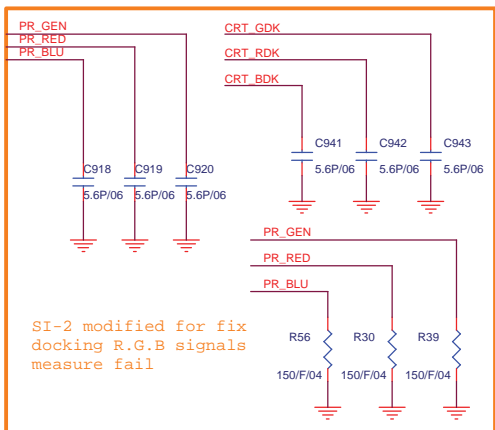 PR_GEN
PR_RED
PR_BLU
C918 C919 C920
5.6P/06 5.6P/06 5.6P/06
CRT_GDK
CRT_RDK
CRT_BDK
C941 C942 C943
5.6P/06 5.6P/06 5.6P/06
PR_GEN
PR_RED
PR_BLU
R56 R30 R39
150/F/04 150/F/04 150/F/04
SI-2 modified for fix
docking R.G.B signals
measure fail